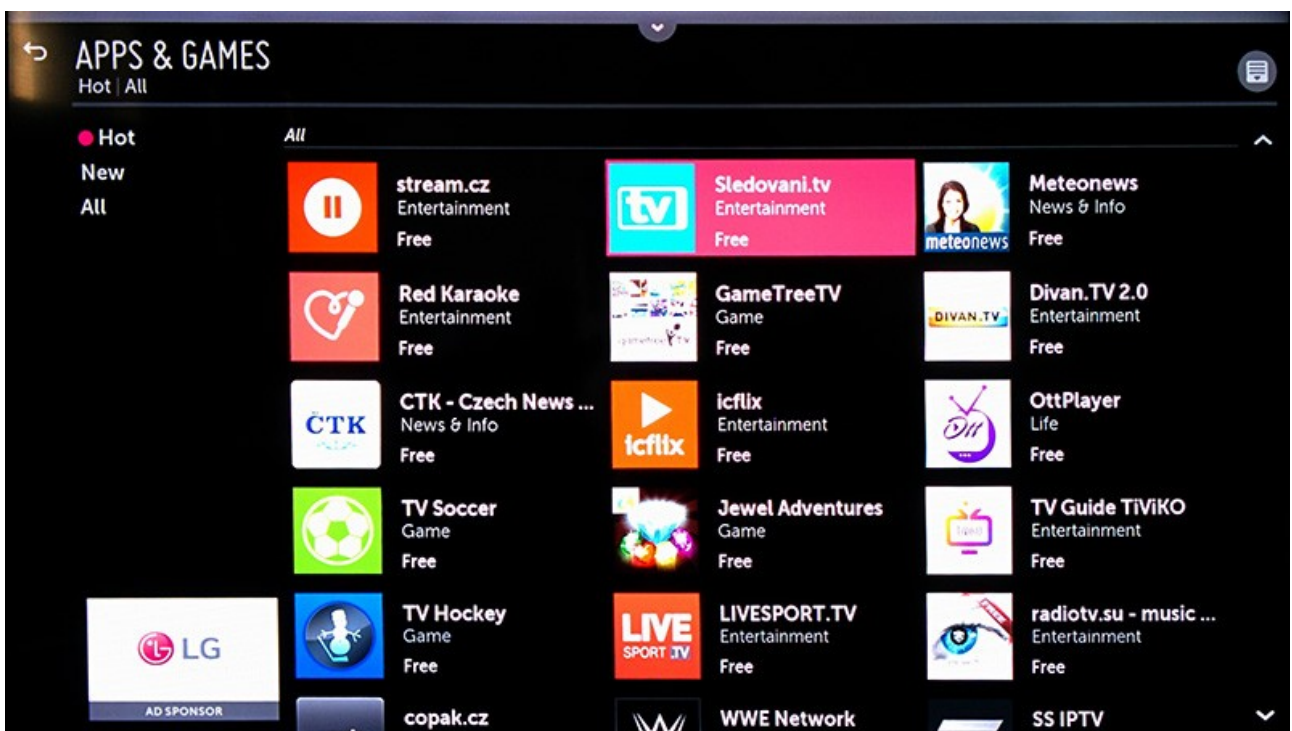 APPS & GAMES
Hot | All
Hot
New
All
All
stream.cz
Entertainment
Free
Sledovani.tv
Entertainment
Free
meteonews
Meteonews
News & Info
Free
Red Karaoke
Entertainment
Free
GameTreeTV
Game
Free
DIVAN.TV
Divan.TV 2.0
Entertainment
Free
ČTK
CTK - Czech News ...
News & Info
Free
icflix
icflix
Entertainment
Free
Ott
OttPlayer
Life
Free
TV Soccer
Game
Free
Jewel Adventures
Game
Free
TV Guide TiViKO
Entertainment
Free
TV Hockey
Game
Free
LIVE
SPORT .TV
LIVESPORT.TV
Entertainment
Free
radiotv.su - music ...
Entertainment
Free
LG
AD SPONSOR
copak.cz
WWE Network
SS IPTV
tv